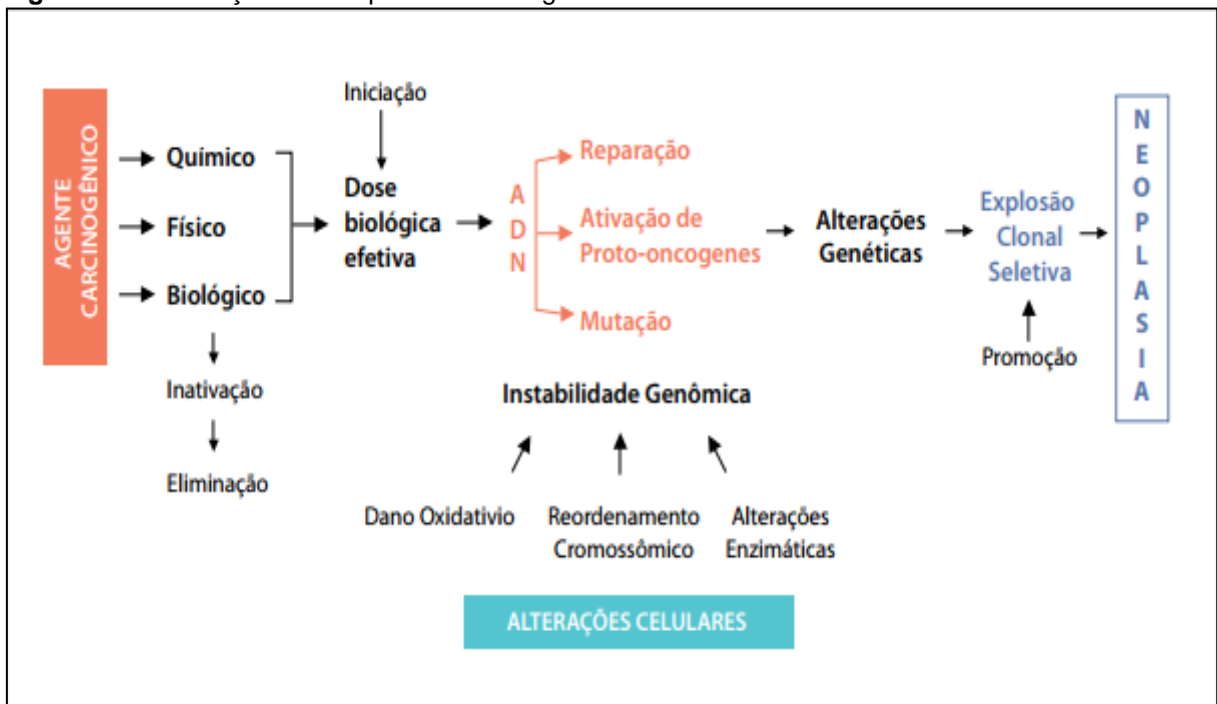 AGENTE
CARCINOGÊNICO
Químico
Físico
Biológico
Inativação
Eliminação
Iniciação
Dose
biológica
efetiva
A
D
N
Reparação
Ativação de
Proto-oncogenes
Mutação
Alterações
Genéticas
Explosão
Clonal
Seletiva
Promoção
N
E
O
P
L
A
S
I
A
Instabilidade Genômica
Dano Oxidativio
Reordenamento
Cromossômico
Alterações
Enzimáticas
ALTERAÇÕES CELULARES